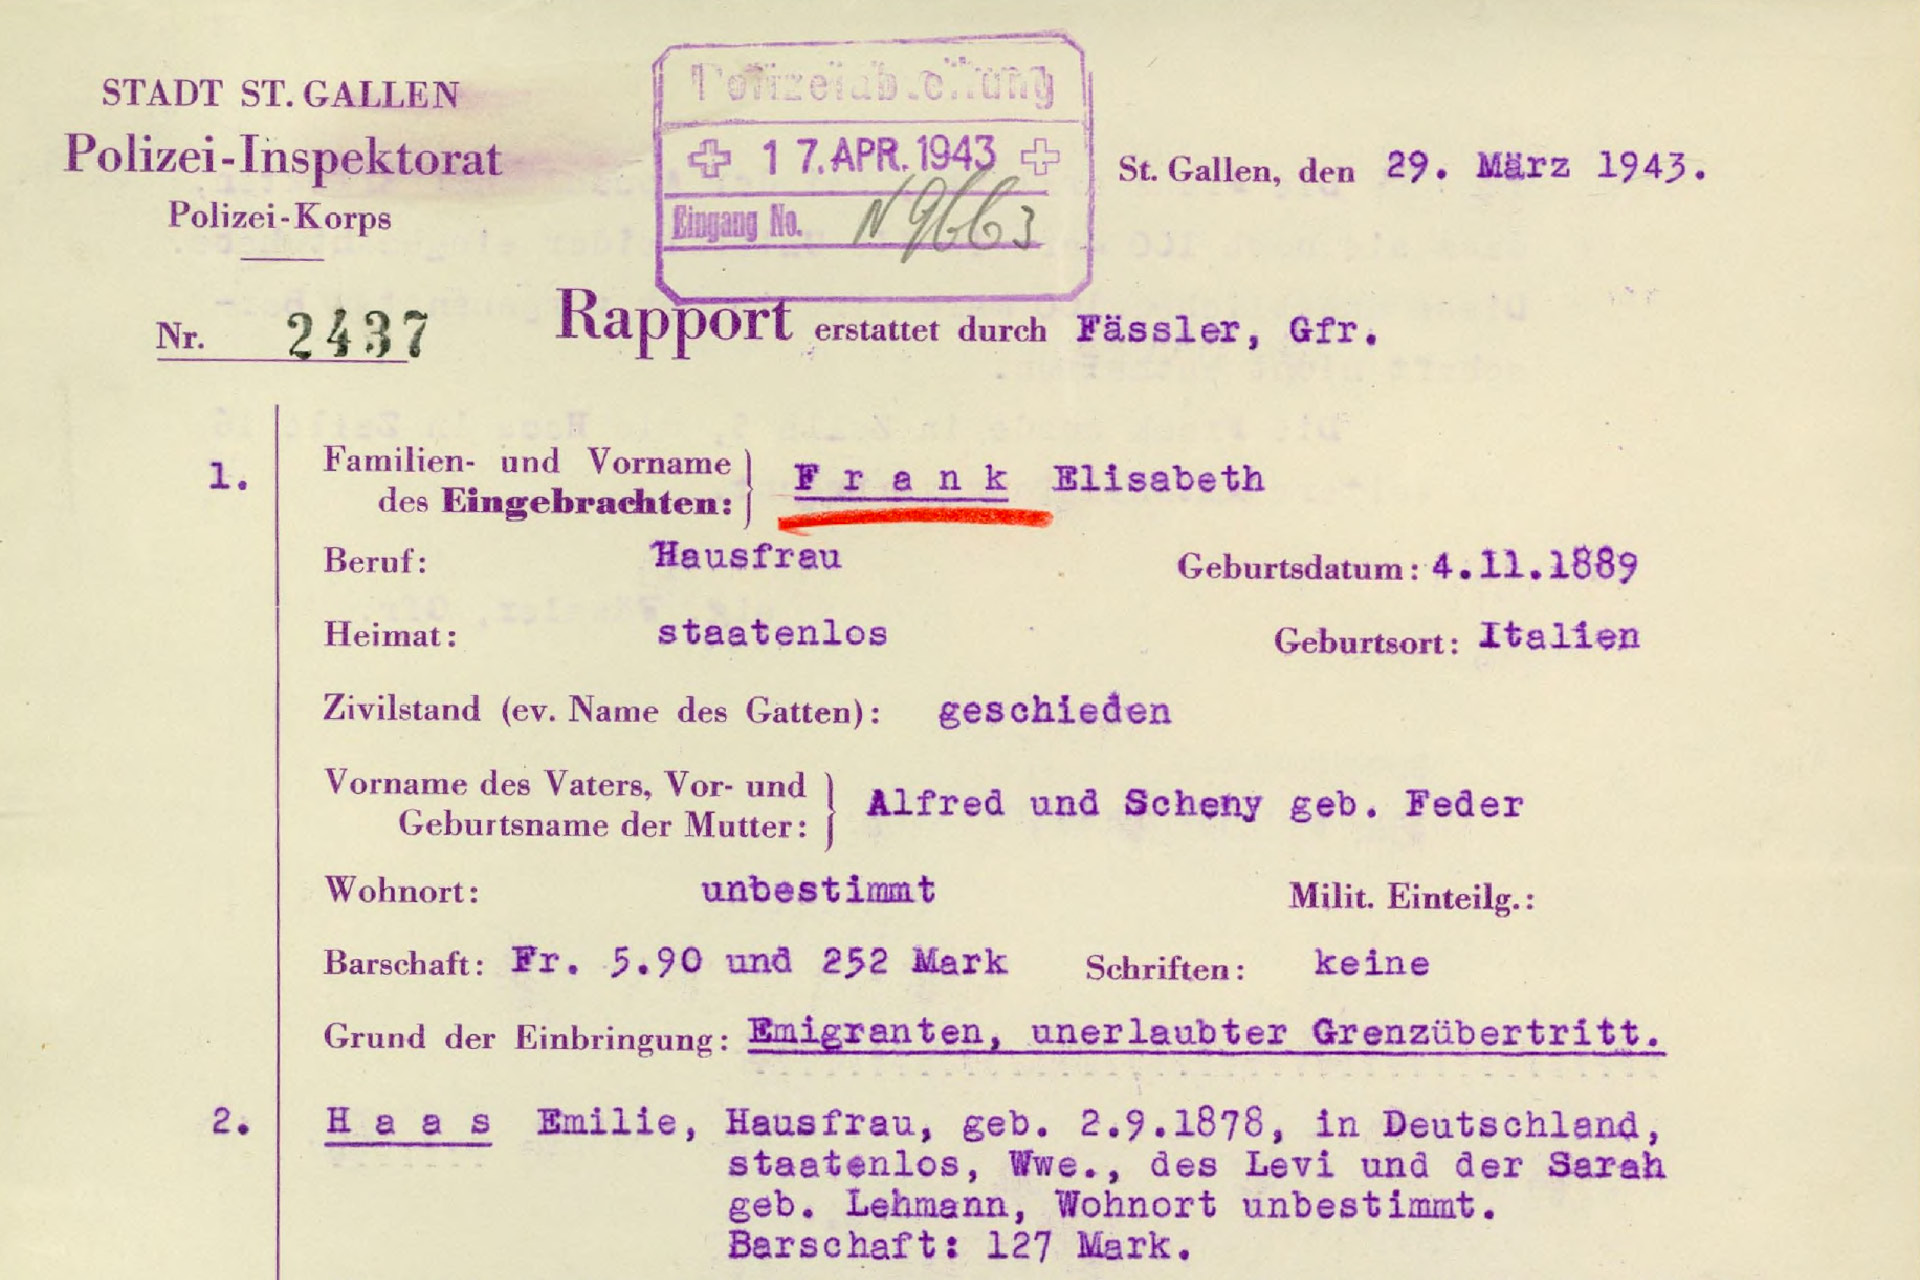 STADT ST. GALLEN
Polizei-Inspektorat
Polizei-Korps
Polizeiabteilung
17. APR. 1943
Eingang No. N 9663
St. Gallen, den 29. März 1943.
Nr. 2437
Rapport erstattet durch Fässler, Gfr.
1. Familien- und Vorname
des Eingebrachten: F r a n k Elisabeth
Beruf: Hausfrau Geburtsdatum: 4.11.1889
Heimat: staatenlos Geburtsort: Italien
Zivilstand (ev. Name des Gatten): geschieden
Vorname des Vaters, Vor- und
Geburtsname der Mutter: Alfred und Scheny geb. Feder
Wohnort: unbestimmt Milit. Einteilg.:
Barschaft: Fr. 5.90 und 252 Mark Schriften: keine
Grund der Einbringung: Emigranten, unerlaubter Grenzübertritt.
2. H a a s Emilie, Hausfrau, geb. 2.9.1878, in Deutschland,
staatenlos, Wwe., des Levi und der Sarah
geb. Lehmann, Wohnort unbestimmt.
Barschaft: 127 Mark.